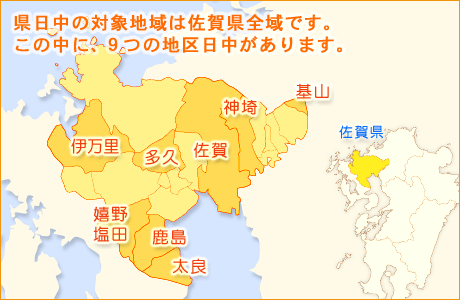 県日中の対象地域は佐賀県全域です。
この中に、9つの地区日中があります。
基山
神埼
佐賀県
伊万里
多久
佐賀
嬉野
塩田
鹿島
太良